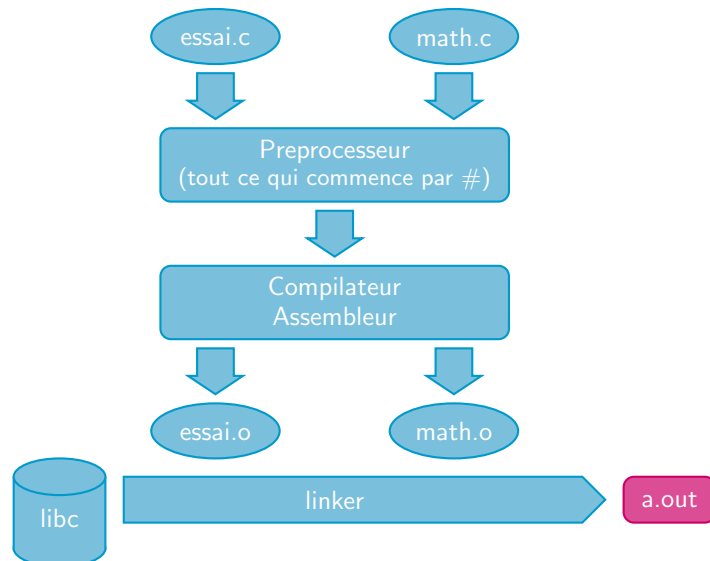 essai.c
math.c
Preprocesseur
(tout ce qui commence par #)
Compilateur
Assembleur
essai.o
math.o
libc
linker
a.out